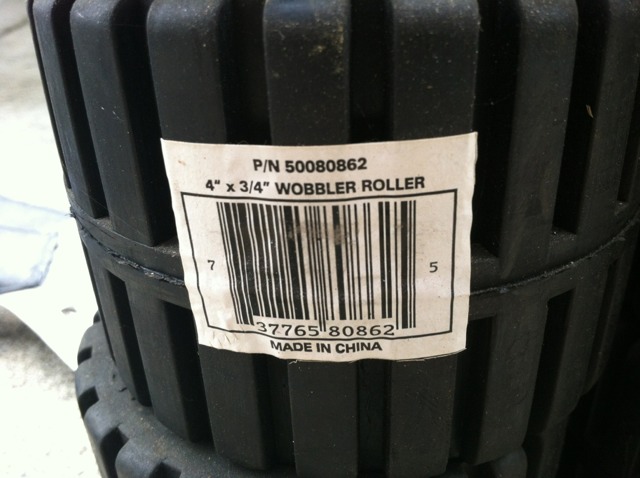 P/N 50080862
4" x 3/4" WOBBLER ROLLER
7 37765 80862 5
MADE IN CHINA